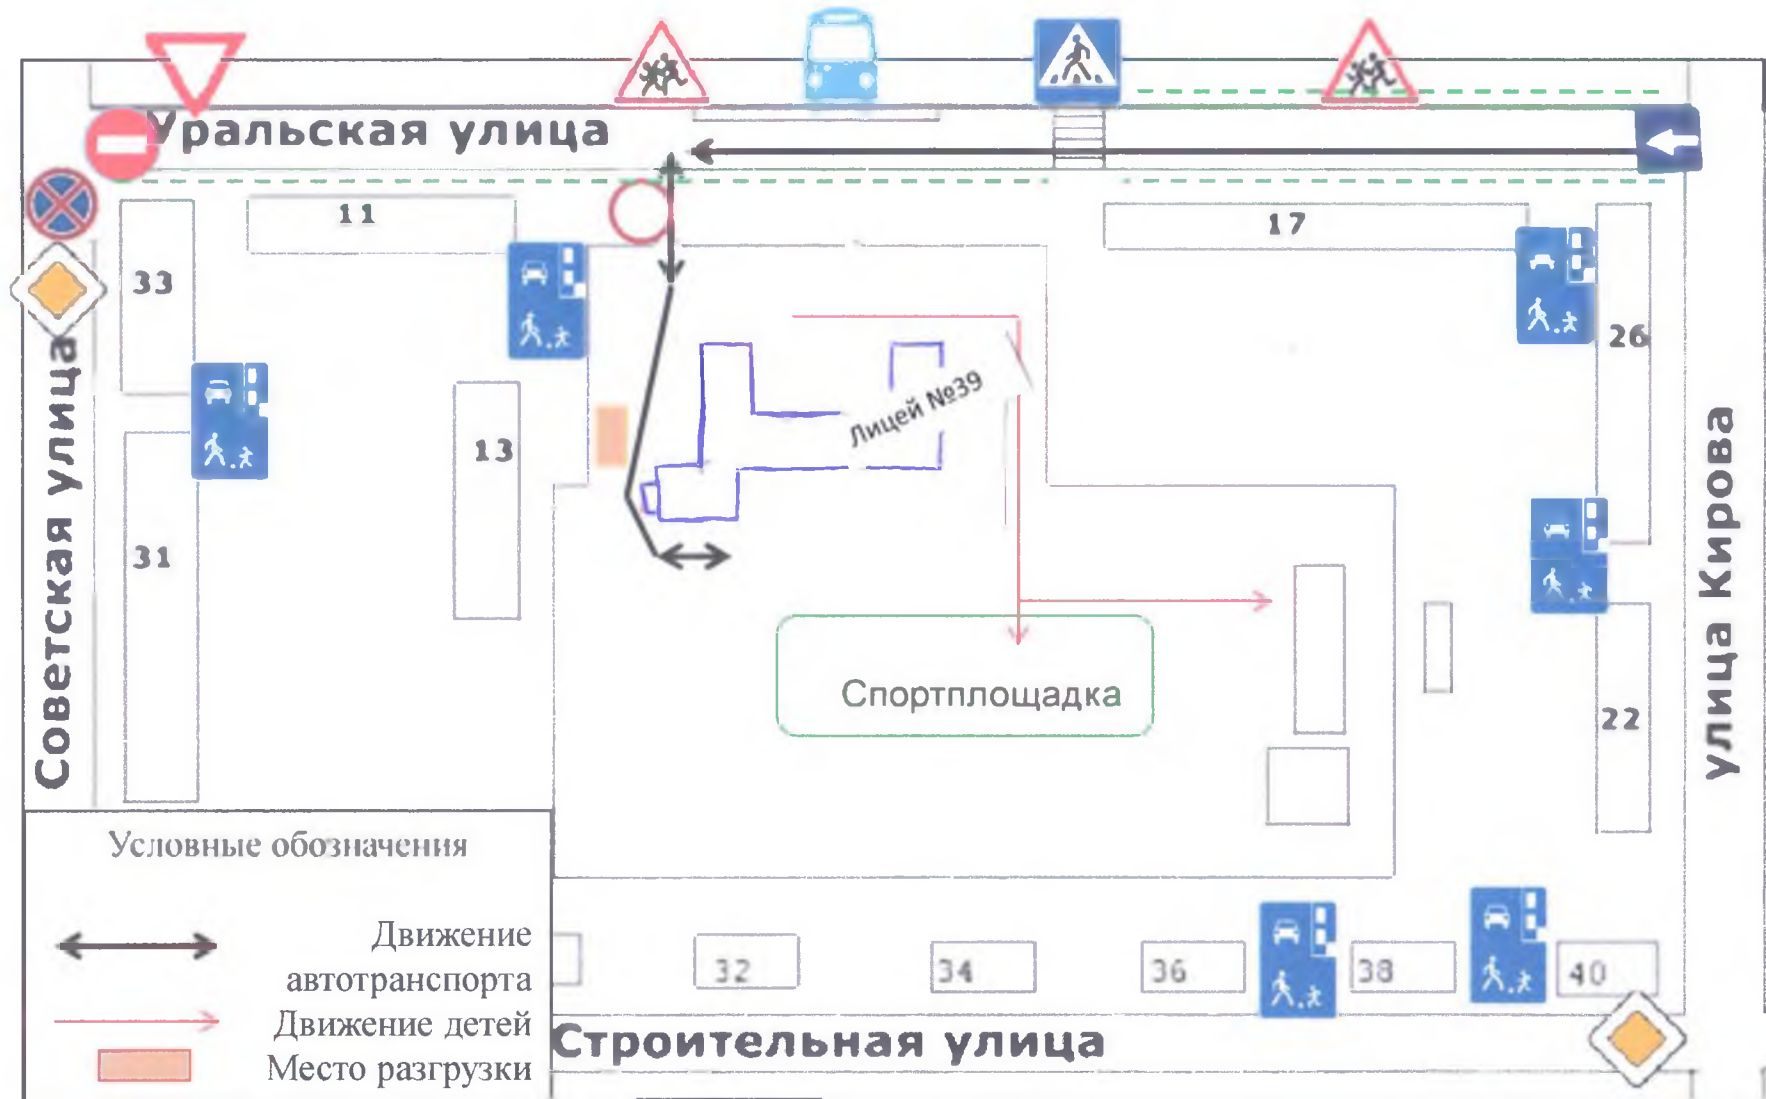 Уральская улица
11
17
33
26
Лицей №39
13
31
Советская улица
улица Кирова
Спортплощадка
22
Условные обозначения
Движение
автотранспорта
Движение детей
Место разгрузки
32
34
36
38
40
Строительная улица